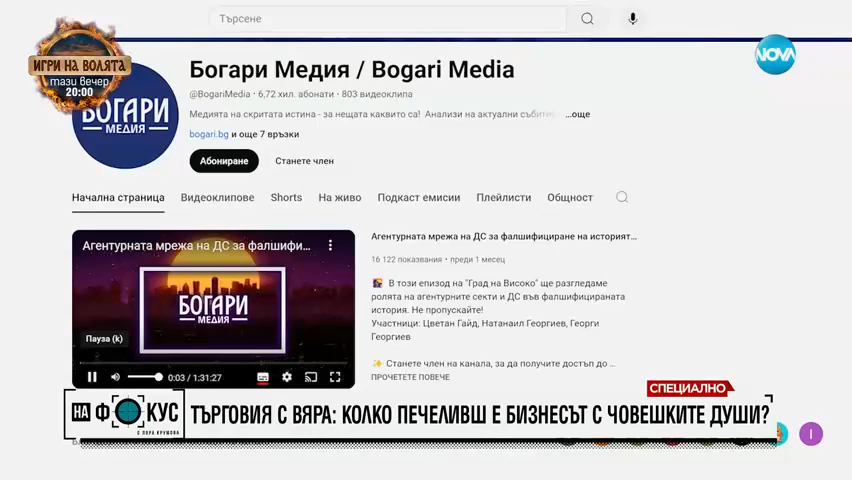 Търсене
ИГРИ НА ВОЛЯТА
ТАЗИ ВЕЧЕР
20:00
NOVA
БОГАРИ
МЕДИЯ
Богари Медия / Bogari Media
@BogariMedia · 6,72 хил. абонати · 803 видеоклипа
Медията на скритата истина - за нещата каквито са! Анализи на актуални събития ...още
bogari.bg и още 7 връзки
Абониране
Станете член
Начална страница Видеоклипове Shorts На живо Подкаст емисии Плейлисти Общност
Агентурната мрежа на ДС за фалшифи...
БОГАРИ
МЕДИЯ
Пауза (k)
0:03 / 1:31:27
Агентурната мрежа на ДС за фалшифициране на историят...
16 122 показвания · преди 1 месец
В този епизод на "Град на Високо" ще разгледаме
ролята на агентурните секти и ДС във фалшифицираната
история. Не пропускайте!
Участници: Цветан Гайд, Натанаил Георгиев, Георги
Георгиев
Станете член на канала, за да получите достъп до ...
ПРОЧЕТЕТЕ ПОВЕЧЕ
СПЕЦИАЛНО
НА ФОКУС
С ЛОРА КРУМОВА
ТЪРГОВИЯ С ВЯРА: КОЛКО ПЕЧЕЛИВШ Е БИЗНЕСЪТ С ЧОВЕШКИТЕ ДУШИ?
I